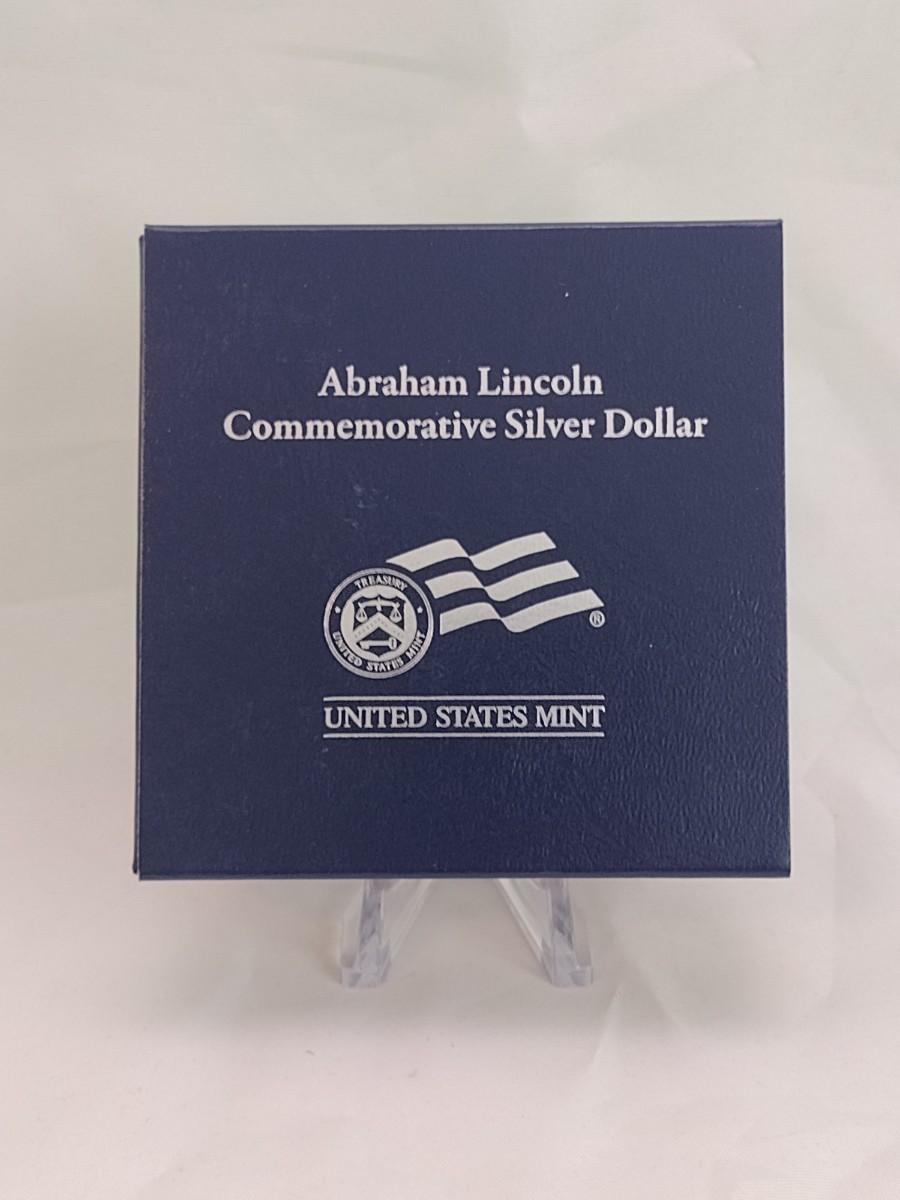 Abraham Lincoln
Commemorative Silver Dollar
TREASURY
UNITED STATES MINT
®
UNITED STATES MINT